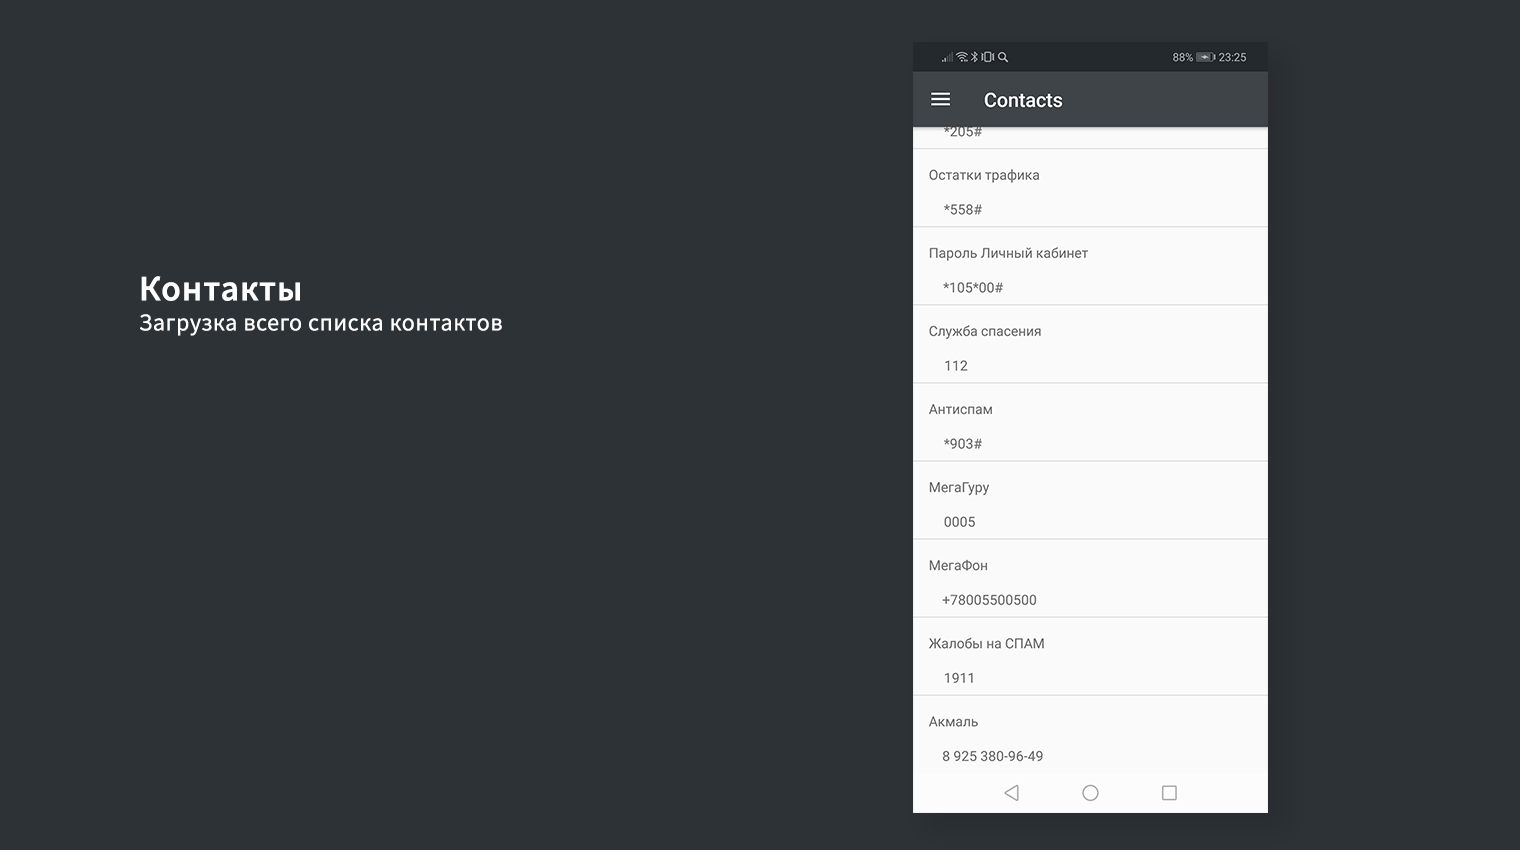 Контакты
Загрузка всего списка контактов
88% 23:25
Contacts
*205#
Остатки трафика
*558#
Пароль Личный кабинет
*105*00#
Служба спасения
112
Антиспам
*903#
МегаГуру
0005
МегаФон
+78005500500
Жалобы на СПАМ
1911
Акмаль
8 925 380-96-49